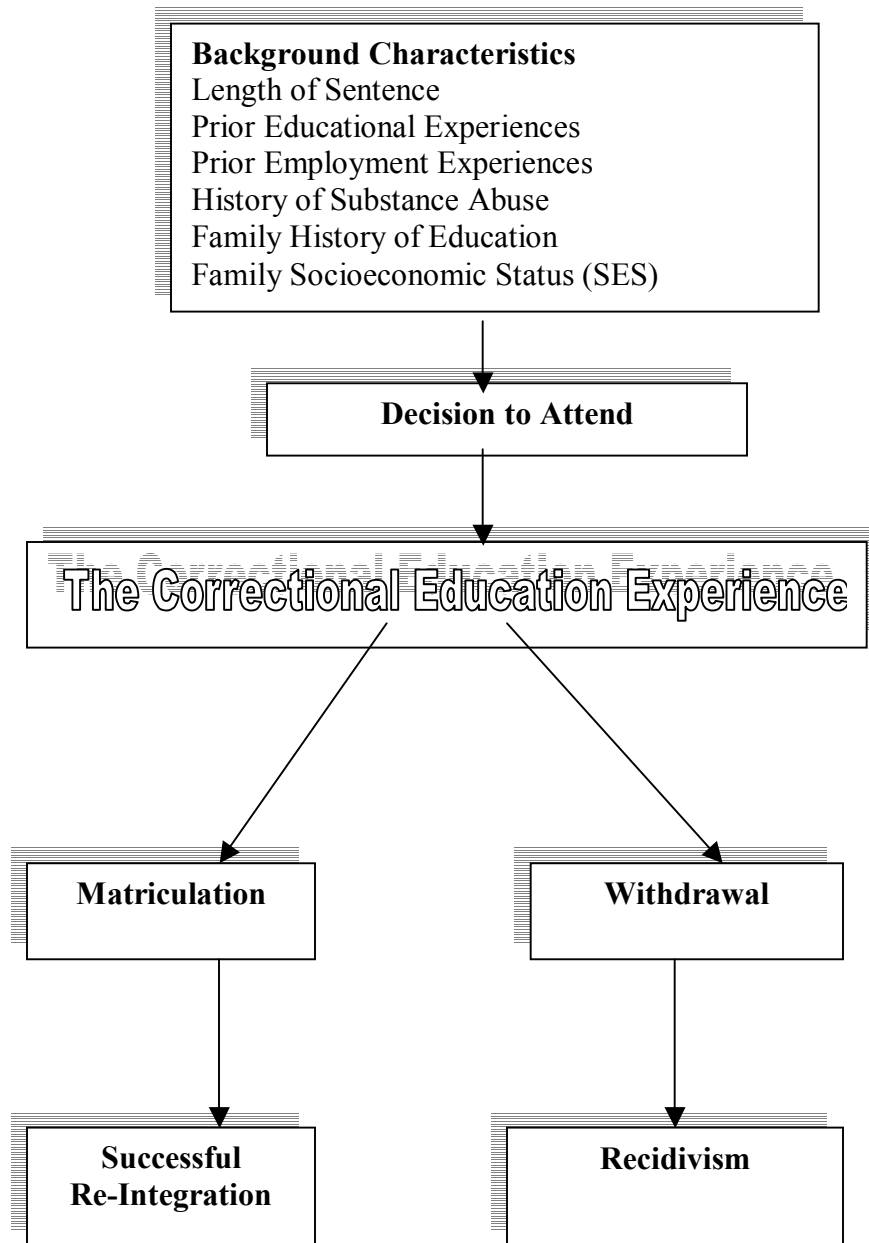 Background Characteristics
Length of Sentence
Prior Educational Experiences
Prior Employment Experiences
History of Substance Abuse
Family History of Education
Family Socioeconomic Status (SES)
Decision to Attend
The Correctional Education Experience
Matriculation
Withdrawal
Successful
Re-Integration
Recidivism